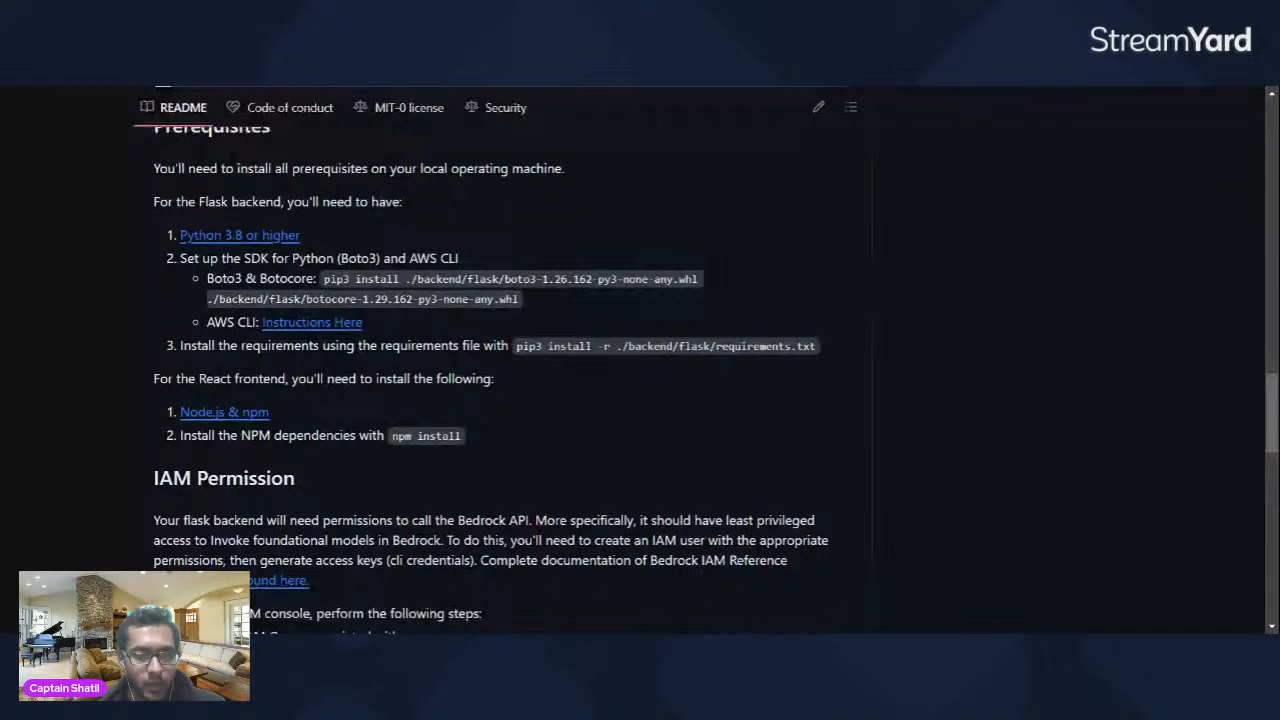 StreamYard
README
Code of conduct
MIT-0 license
Security
Prerequisites
You'll need to install all prerequisites on your local operating machine.
For the Flask backend, you'll need to have:
1. Python 3.8 or higher
2. Set up the SDK for Python (Boto3) and AWS CLI
Boto3 & Botocore: pip3 install ./backend/flask/boto3-1.26.162-py3-none-any.whl
./backend/flask/botocore-1.29.162-py3-none-any.whl
AWS CLI: Instructions Here
3. Install the requirements using the requirements file with pip3 install -r ./backend/flask/requirements.txt
For the React frontend, you'll need to install the following:
1. Node.js & npm
2. Install the NPM dependencies with npm install
IAM Permission
Your flask backend will need permissions to call the Bedrock API. More specifically, it should have least privileged
access to Invoke foundational models in Bedrock. To do this, you'll need to create an IAM user with the appropriate
permissions, then generate access keys (cli credentials). Complete documentation of Bedrock IAM Reference
here.
console, perform the following steps:
Captain Shatil